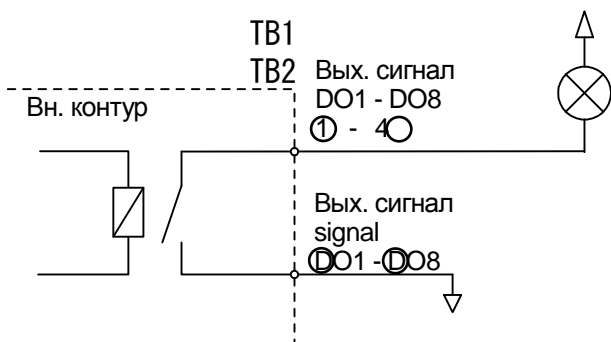 TB1
TB2
Вых. сигнал
DO1 - DO8
① - 4○
Вн. контур
Вых. сигнал
signal
DO1 - DO8